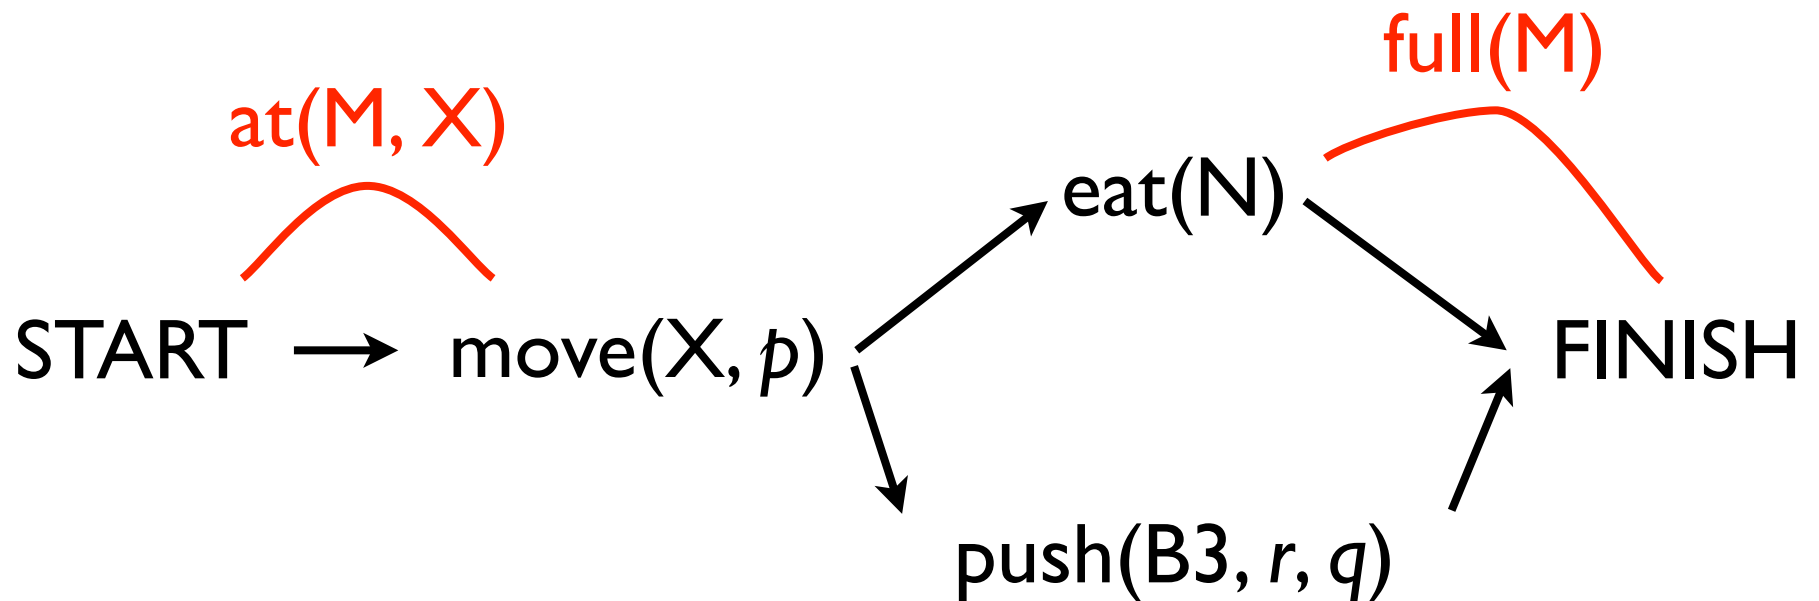 full(M)
at(M, X)
eat(N)
START
move(X, p)
FINISH
push(B3, r, q)